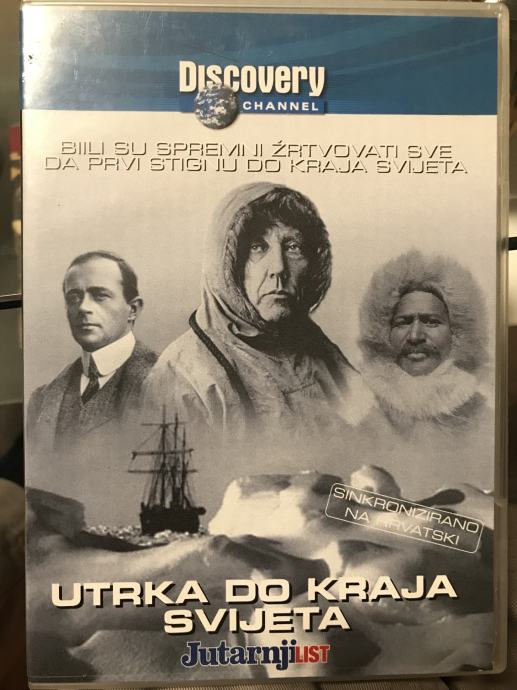 Discovery
CHANNEL
BILI SU SPREMNI ŽRTVOVATI SVE
DA PRVI STIGNU DO KRAJA SVIJETA
SINKRONIZIRANO
NA HRVATSKI
UTRKA DO KRAJA
SVIJETA
Jutarnji LIST